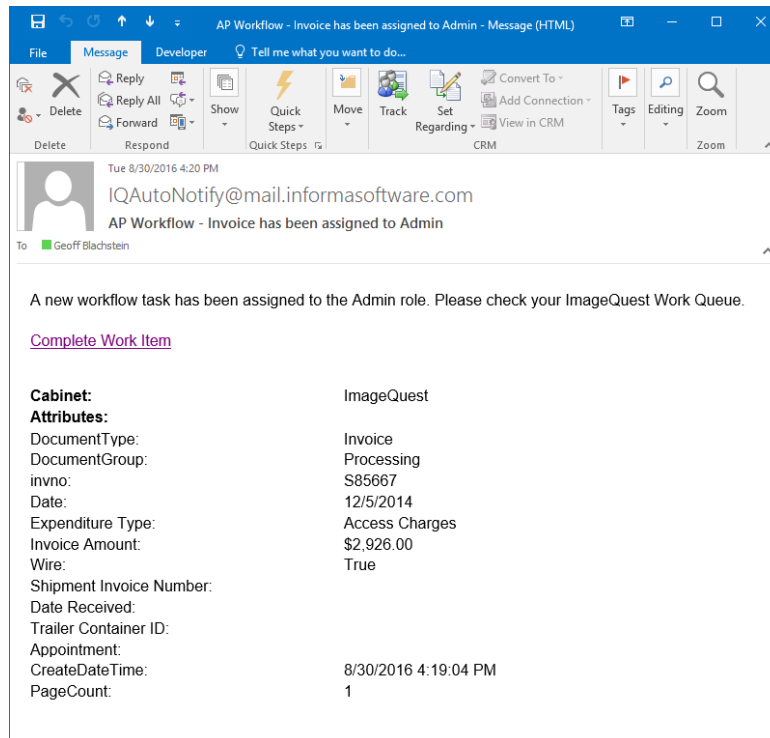 AP Workflow - Invoice has been assigned to Admin - Message (HTML)
File Message Developer Tell me what you want to do...
Delete
Reply
Reply All
Forward
Show
Quick Steps
Move
Track
Set Regarding
Convert To
Add Connection
View in CRM
Tags
Editing
Zoom
Delete Respond Quick Steps CRM Zoom
Tue 8/30/2016 4:20 PM
IQAutoNotify@mail.informasoftware.com
AP Workflow - Invoice has been assigned to Admin
To Geoff Blachstein
A new workflow task has been assigned to the Admin role. Please check your ImageQuest Work Queue.
Complete Work Item
Cabinet: ImageQuest
Attributes:
DocumentType: Invoice
DocumentGroup: Processing
invno: S85667
Date: 12/5/2014
Expenditure Type: Access Charges
Invoice Amount: $2,926.00
Wire: True
Shipment Invoice Number:
Date Received:
Trailer Container ID:
Appointment:
CreateDateTime: 8/30/2016 4:19:04 PM
PageCount: 1